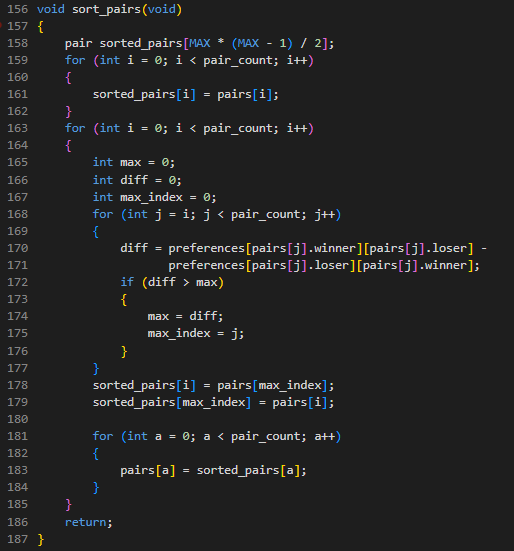 156 void sort_pairs(void)
157 {
158     pair sorted_pairs[MAX * (MAX - 1) / 2];
159     for (int i = 0; i < pair_count; i++)
160     {
161         sorted_pairs[i] = pairs[i];
162     }
163     for (int i = 0; i < pair_count; i++)
164     {
165         int max = 0;
166         int diff = 0;
167         int max_index = 0;
168         for (int j = i; j < pair_count; j++)
169         {
170             diff = preferences[pairs[j].winner][pairs[j].loser] -
171                    preferences[pairs[j].loser][pairs[j].winner];
172             if (diff > max)
173             {
174                 max = diff;
175                 max_index = j;
176             }
177         }
178         sorted_pairs[i] = pairs[max_index];
179         sorted_pairs[max_index] = pairs[i];
180
181         for (int a = 0; a < pair_count; a++)
182         {
183             pairs[a] = sorted_pairs[a];
184         }
185     }
186     return;
187 }